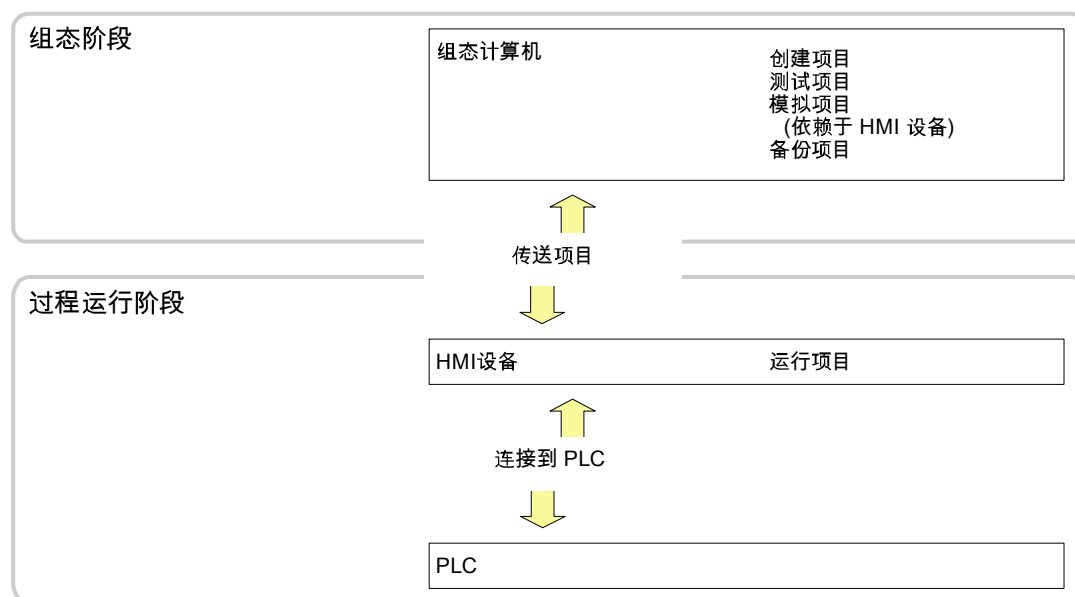 组态阶段
组态计算机
创建项目
测试项目
模拟项目
(依赖于 HMI 设备)
备份项目
传送项目
过程运行阶段
HMI设备
运行项目
连接到 PLC
PLC